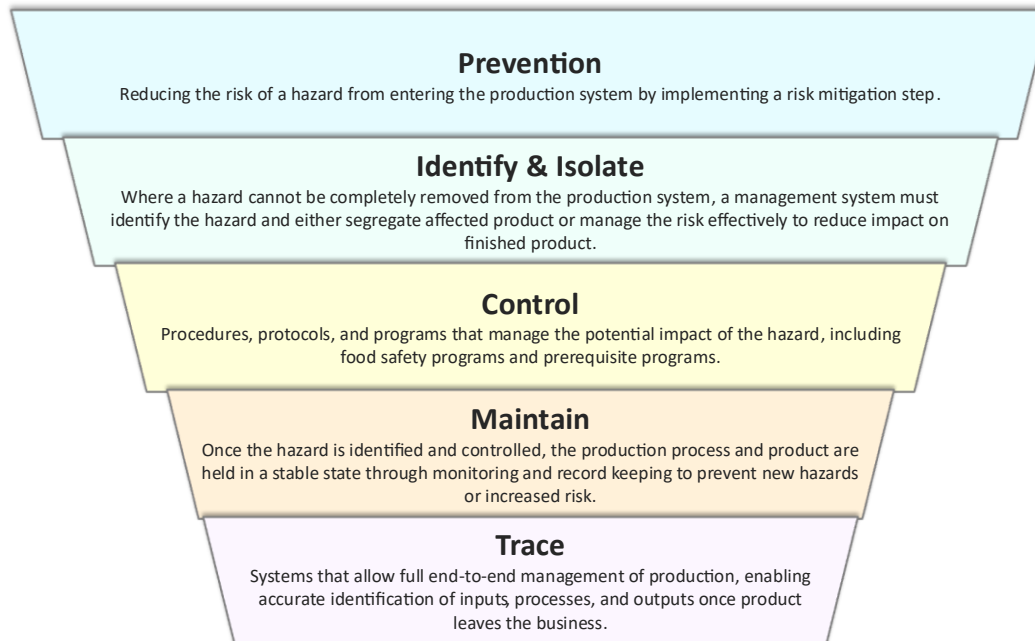 Prevention
Reducing the risk of a hazard from entering the production system by implementing a risk mitigation step.
Identify & Isolate
Where a hazard cannot be completely removed from the production system, a management system must
identify the hazard and either segregate affected product or manage the risk effectively to reduce impact on
finished product.
Control
Procedures, protocols, and programs that manage the potential impact of the hazard, including
food safety programs and prerequisite programs.
Maintain
Once the hazard is identified and controlled, the production process and product are
held in a stable state through monitoring and record keeping to prevent new hazards
or increased risk.
Trace
Systems that allow full end-to-end management of production, enabling
accurate identification of inputs, processes, and outputs once product
leaves the business.